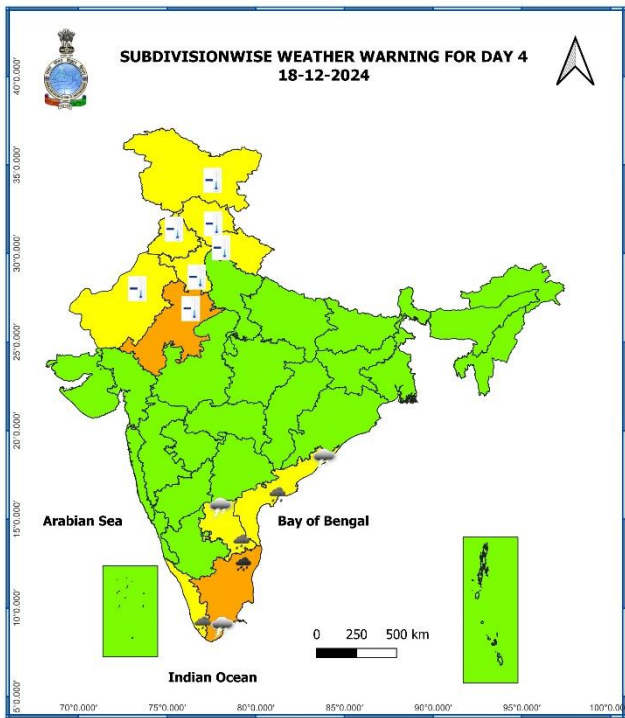 SUBDIVISIONWISE WEATHER WARNING FOR DAY 4
18-12-2024
40°0.000'
35°0.000'
30°0.000'
25°0.000'
20°0.000'
15°0.000'
10°0.000'
5°0.000'
Arabian Sea
Bay of Bengal
0 250 500 km
Indian Ocean
70°0.000' 75°0.000' 80°0.000' 85°0.000' 90°0.000' 95°0.000' 100°0.00